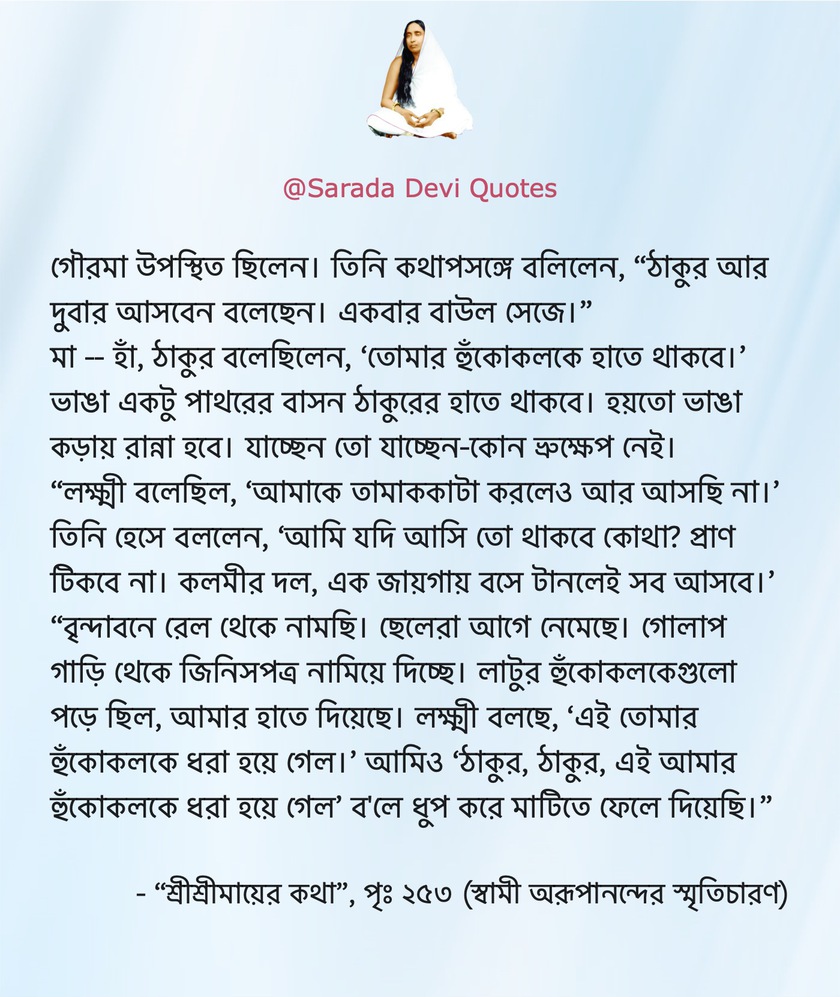 @Sarada Devi Quotes
গৌরমা উপস্থিত ছিলেন। তিনি কথাপসঙ্গে বলিলেন, “ঠাকুর আর
দুবার আসবেন বলেছেন। একবার বাউল সেজে।”
মা -- হাঁ, ঠাকুর বলেছিলেন, ‘তোমার হুঁকোকলকে হাতে থাকবে।’
ভাঙা একটু পাথরের বাসন ঠাকুরের হাতে থাকবে। হয়তো ভাঙা
কড়ায় রান্না হবে। যাচ্ছেন তো যাচ্ছেন-কোন ভ্রুক্ষেপ নেই।
“লক্ষ্মী বলেছিল, ‘আমাকে তামাককাটা করলেও আর আসছি না।’
তিনি হেসে বললেন, ‘আমি যদি আসি তো থাকবে কোথা? প্রাণ
টিকবে না। কলমীর দল, এক জায়গায় বসে টানলেই সব আসবে।’
“বৃন্দাবনে রেল থেকে নামছি। ছেলেরা আগে নেমেছে। গোলাপ
গাড়ি থেকে জিনিসপত্র নামিয়ে দিচ্ছে। লাটুর হুঁকোকলকেগুলো
পড়ে ছিল, আমার হাতে দিয়েছে। লক্ষ্মী বলছে, ‘এই তোমার
হুঁকোকলকে ধরা হয়ে গেল।’ আমিও ‘ঠাকুর, ঠাকুর, এই আমার
হুঁকোকলকে ধরা হয়ে গেল’ ব'লে ধুপ করে মাটিতে ফেলে দিয়েছি।”
- “শ্রীশ্রীমায়ের কথা”, পৃঃ ২৫৩ (স্বামী অরূপানন্দের স্মৃতিচারণ)